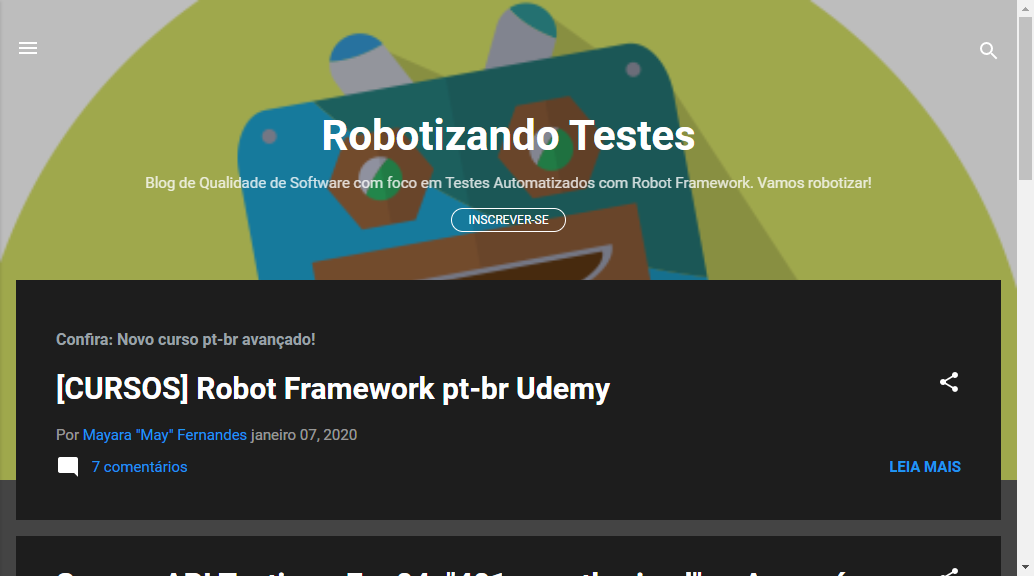 Robotizando Testes
Blog de Qualidade de Software com foco em Testes Automatizados com Robot Framework. Vamos robotizar!
INSCREVER-SE
Confira: Novo curso pt-br avançado!
[CURSOS] Robot Framework pt-br Udemy
Por Mayara "May" Fernandes janeiro 07, 2020
7 comentários
LEIA MAIS